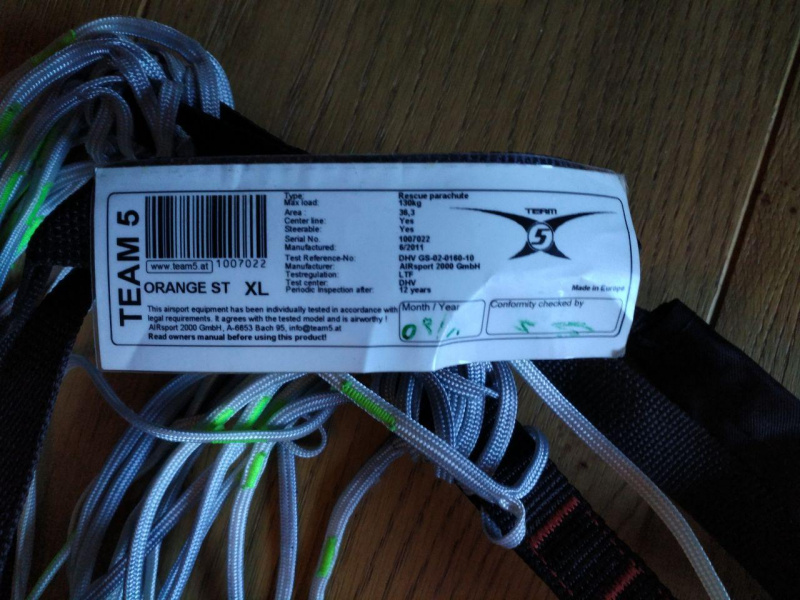 TEAM 5
www.team5.at
1007022
ORANGE ST XL
Type: Rescue parachute
Max load: 130kg
Area : 36,3
Center line: Yes
Steerable: Yes
Serial No. 1007022
Manufactured: 6/2011
Test Reference-No: DHV GS-02-0160-10
Manufacturer: AIRsport 2000 GmbH
Testregulation: LTF
Test center: DHV
Periodic Inspection after: 12 years
TEAM
5
Made in Europe
This airsport equipment has been individually tested in accordance with
legal requirements. It agrees with the tested model and is airworthy !
AIRsport 2000 GmbH, A-6653 Bach 95, info@team5.at
Read owners manual before using this product!
Month / Year
Conformity checked by